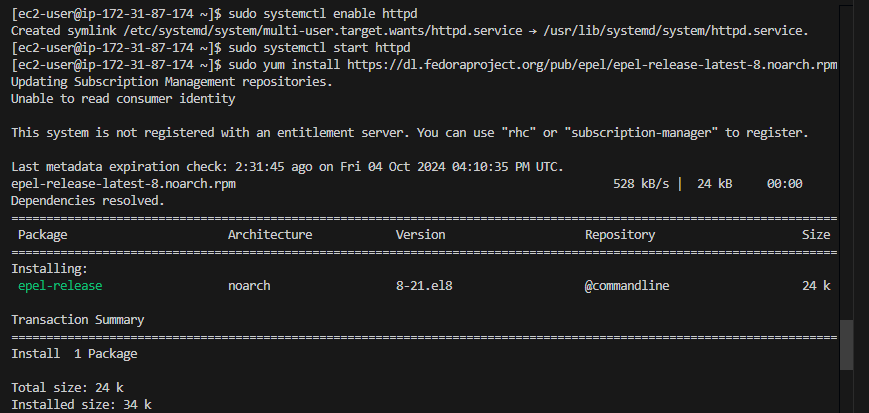 [ec2-user@ip-172-31-87-174 ~]$ sudo systemctl enable httpd
Created symlink /etc/systemd/system/multi-user.target.wants/httpd.service → /usr/lib/systemd/system/httpd.service.
[ec2-user@ip-172-31-87-174 ~]$ sudo systemctl start httpd
[ec2-user@ip-172-31-87-174 ~]$ sudo yum install https://dl.fedoraproject.org/pub/epel/epel-release-latest-8.noarch.rpm
Updating Subscription Management repositories.
Unable to read consumer identity
This system is not registered with an entitlement server. You can use "rhc" or "subscription-manager" to register.
Last metadata expiration check: 2:31:45 ago on Fri 04 Oct 2024 04:10:35 PM UTC.
epel-release-latest-8.noarch.rpm 528 kB/s | 24 kB 00:00
Dependencies resolved.
================================================================================
Package Architecture Version Repository Size
================================================================================
Installing:
epel-release noarch 8-21.el8 @commandline 24 k
Transaction Summary
================================================================================
Install 1 Package
Total size: 24 k
Installed size: 34 k